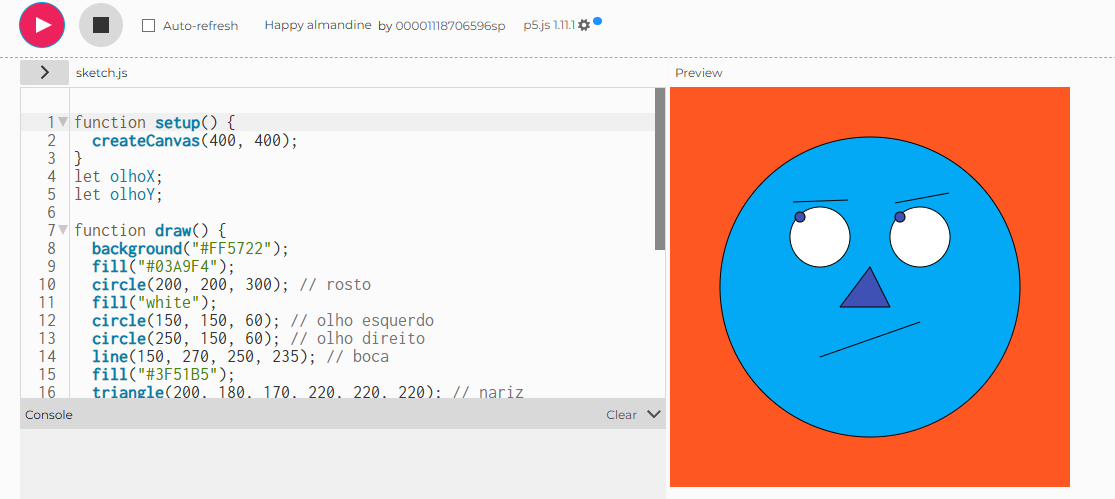 Auto-refresh Happy almandine by 00001118706596sp p5.js 1.11.1
sketch.js
Preview
1 function setup() {
2 createCanvas(400, 400);
3 }
4 let olhoX;
5 let olhoY;
6
7 function draw() {
8 background("#FF5722");
9 fill("#03A9F4");
10 circle(200, 200, 300); // rosto
11 fill("white");
12 circle(150, 150, 60); // olho esquerdo
13 circle(250, 150, 60); // olho direito
14 line(150, 270, 250, 235); // boca
15 fill("#3F51B5");
16 triangle(200, 180, 170, 220, 220, 220); // nariz
Console
Clear